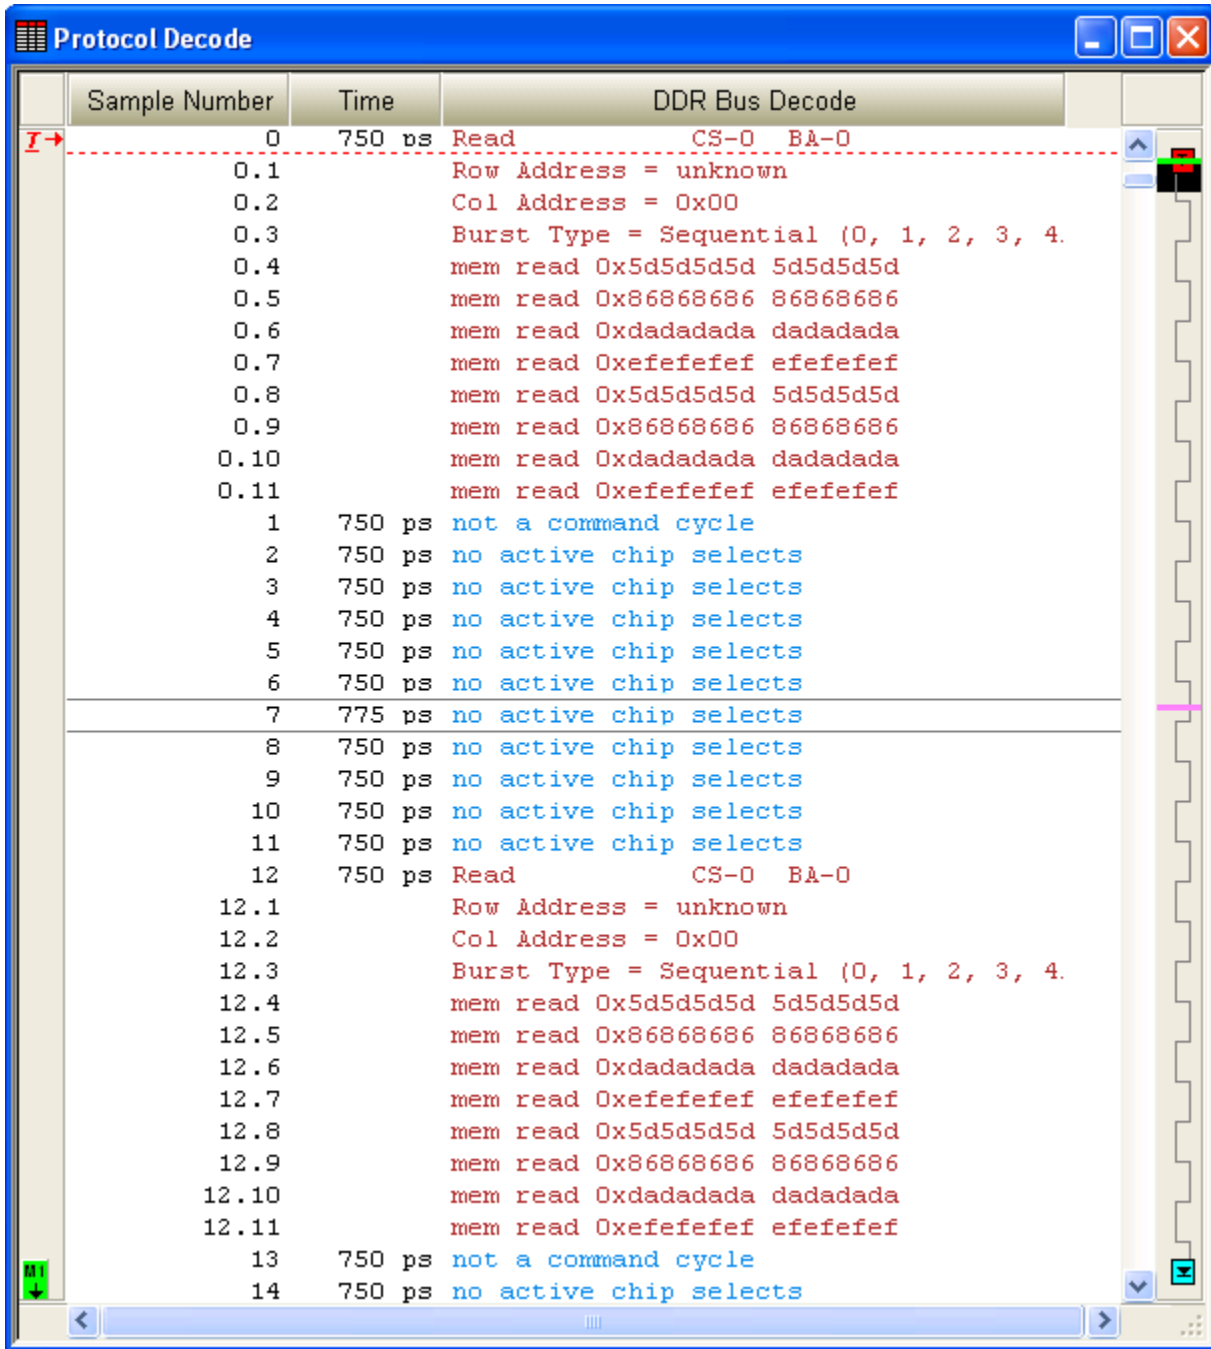 Protocol Decode
Sample Number Time DDR Bus Decode
0 750 ps Read CS-0 BA-0
0.1 Row Address = unknown
0.2 Col Address = 0x00
0.3 Burst Type = Sequential (0, 1, 2, 3, 4.
0.4 mem read 0x5d5d5d5d 5d5d5d5d
0.5 mem read 0x86868686 86868686
0.6 mem read 0xdadadada dadadada
0.7 mem read 0xefefefef efefefef
0.8 mem read 0x5d5d5d5d 5d5d5d5d
0.9 mem read 0x86868686 86868686
0.10 mem read 0xdadadada dadadada
0.11 mem read 0xefefefef efefefef
1 750 ps not a command cycle
2 750 ps no active chip selects
3 750 ps no active chip selects
4 750 ps no active chip selects
5 750 ps no active chip selects
6 750 ps no active chip selects
7 775 ps no active chip selects
8 750 ps no active chip selects
9 750 ps no active chip selects
10 750 ps no active chip selects
11 750 ps no active chip selects
12 750 ps Read CS-0 BA-0
12.1 Row Address = unknown
12.2 Col Address = 0x00
12.3 Burst Type = Sequential (0, 1, 2, 3, 4.
12.4 mem read 0x5d5d5d5d 5d5d5d5d
12.5 mem read 0x86868686 86868686
12.6 mem read 0xdadadada dadadada
12.7 mem read 0xefefefef efefefef
12.8 mem read 0x5d5d5d5d 5d5d5d5d
12.9 mem read 0x86868686 86868686
12.10 mem read 0xdadadada dadadada
12.11 mem read 0xefefefef efefefef
M1 13 750 ps not a command cycle
14 750 ps no active chip selects